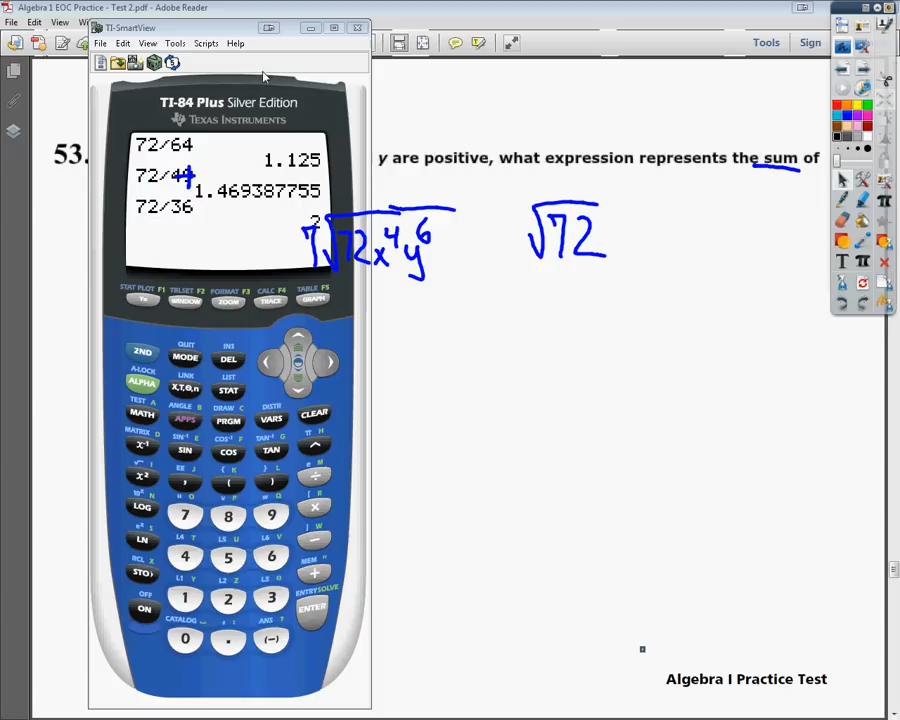 Algebra 1 EOC Practice - Test 2.pdf - Adobe Reader
File Edit View
TI-SmartView
File Edit View Tools Scripts Help
Tools Sign
TI-84 Plus Silver Edition
TEXAS INSTRUMENTS
72/64
1.125
72/49
1.469387755
72/36
2
53.
y are positive, what expression represents the sum of
7√72x⁴y⁶
√72
STAT PLOT F1 TBLSET F2 FORMAT F3 CALC F4 TABLE F5
Y= WINDOW ZOOM TRACE GRAPH
QUIT INS
2ND MODE DEL
A-LOCK LINK LIST
ALPHA X,T,Θ,n STAT
TEST A ANGLE B DRAW C DISTR
MATH APPS PRGM VARS CLEAR
MATRIX D SIN⁻¹ E COS⁻¹ F TAN⁻¹ G π H
x⁻¹ SIN COS TAN ^
√ I EE J { K } L e M
x² , ( ) ÷
10ˣ N u O v P w Q [ R
LOG 7 8 9 ×
eˣ S L4 T L5 U L6 V ] W
LN 4 5 6 −
RCL X L1 Y L2 Z L3 θ MEM "
STO› 1 2 3 +
OFF CATALOG ⎵ i : ANS ? ENTRY SOLVE
ON 0 . (-) ENTER
Algebra I Practice Test